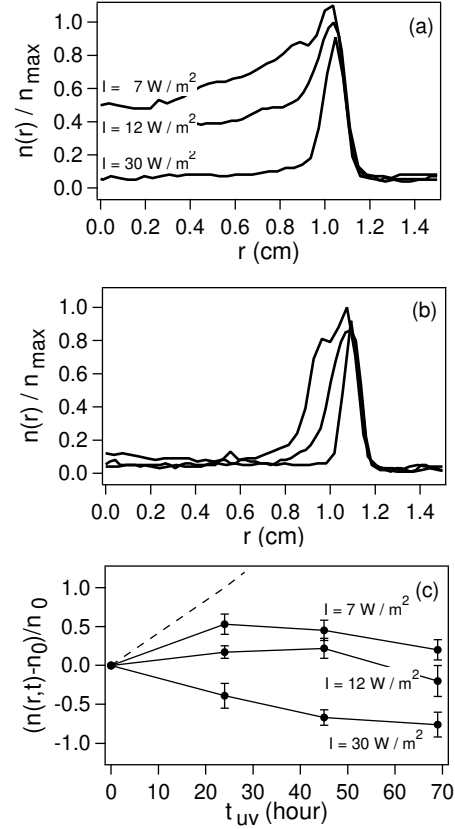 (a)
n(r) / n max
1.0
0.8
0.6
0.4
0.2
0.0
I = 7 W / m²
I = 12 W / m²
I = 30 W / m²
0.0 0.2 0.4 0.6 0.8 1.0 1.2 1.4
r (cm)
(b)
n(r) / n max
1.0
0.8
0.6
0.4
0.2
0.0
0.0 0.2 0.4 0.6 0.8 1.0 1.2 1.4
r (cm)
(c)
(n(r,t)-n₀)/n₀
1.0
0.5
0.0
-0.5
-1.0
I = 7 W / m²
I = 12 W / m²
I = 30 W / m²
0 10 20 30 40 50 60 70
t uv (hour)